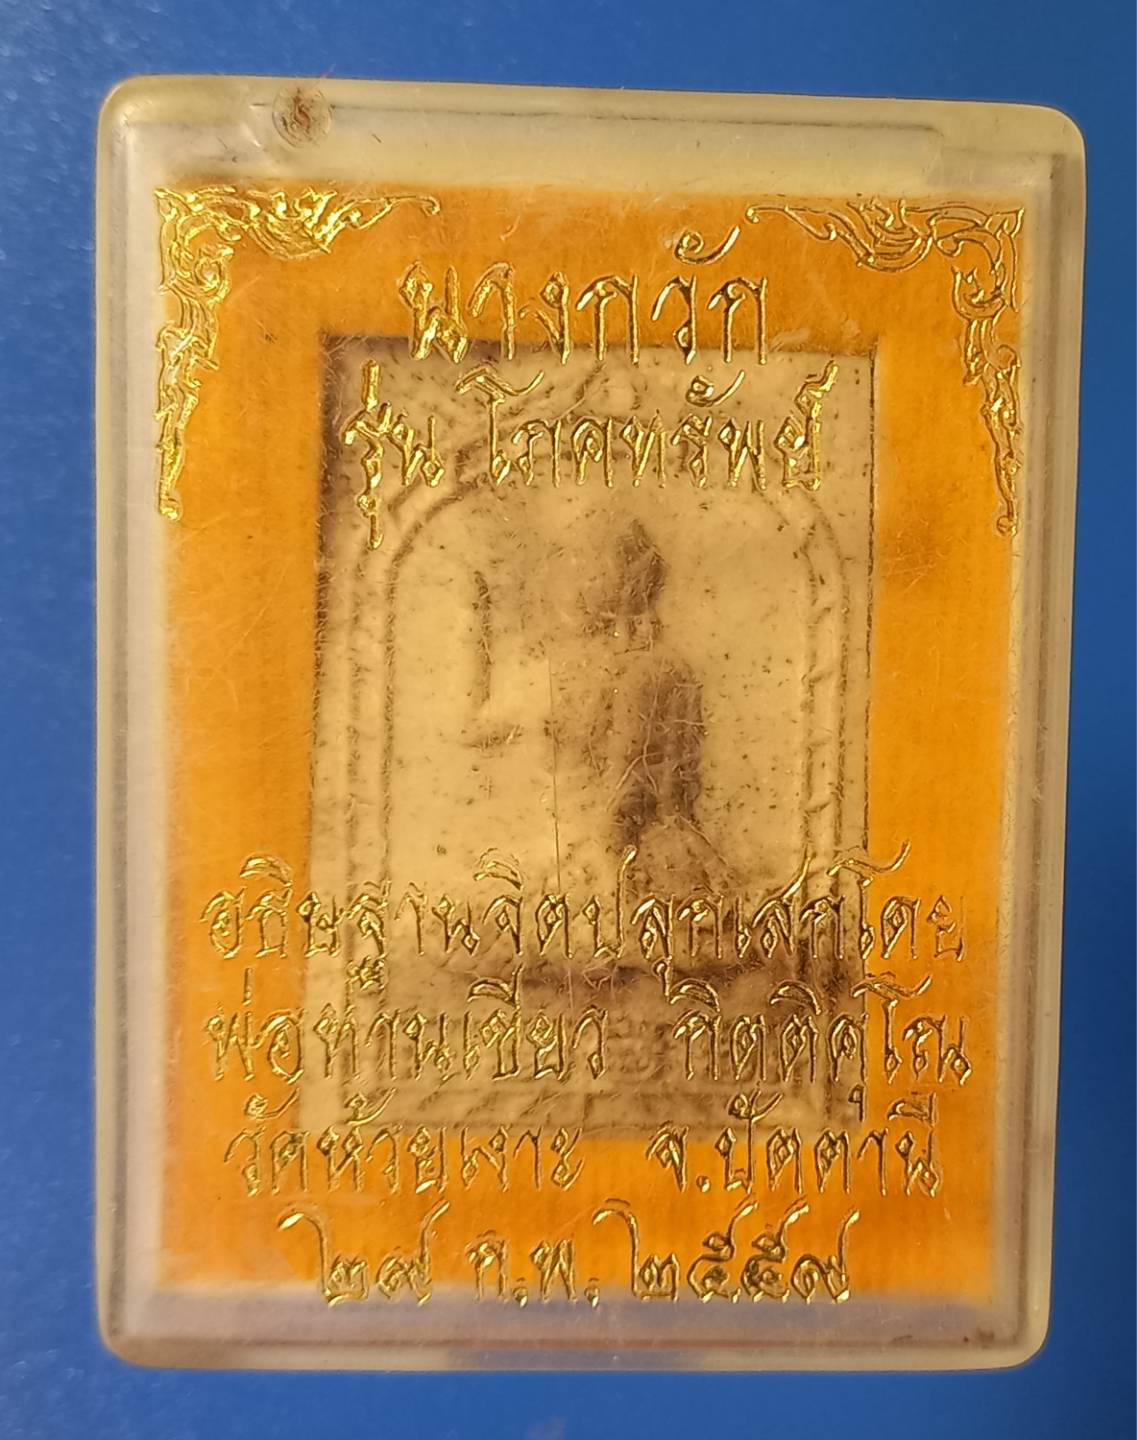 นางกวัก
รุ่น โภคทรัพย์
อธิษฐานจิตปลุกเสกโดย
พ่อท่านเขียว กิตติคุโณ
วัดห้วยเงาะ จ.ปัตตานี
๒๙ ก.พ. ๒๕๕๙